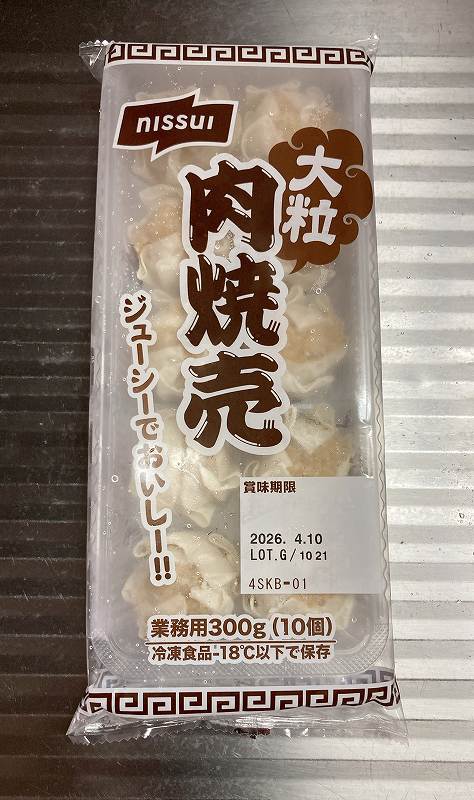 nissui
大粒
肉焼売
ジューシーでおいしー!!
賞味期限
2026. 4.10
LOT.G/1021
4SKB-01
業務用300g(10個)
冷凍食品-18℃以下で保存